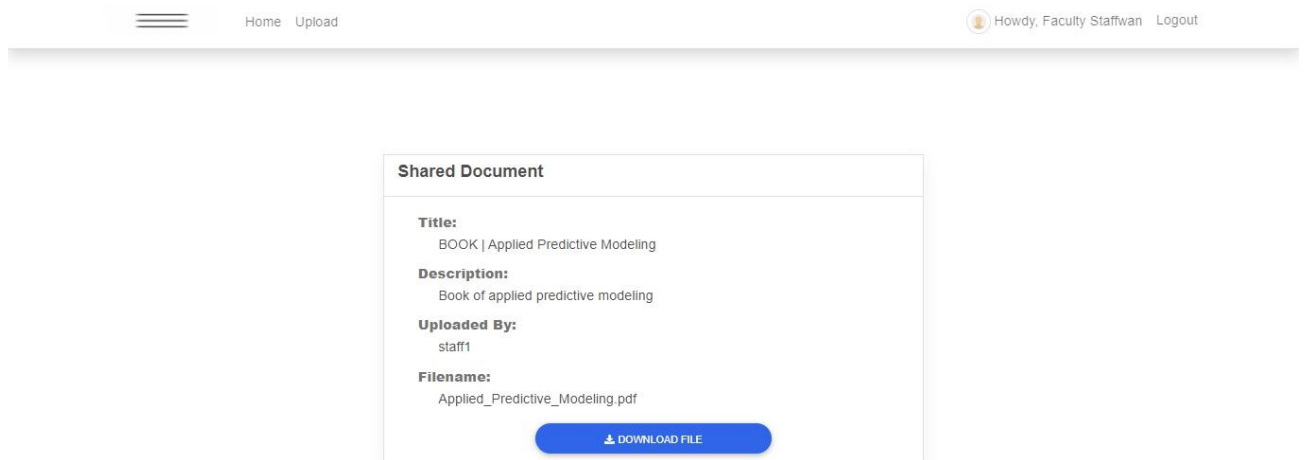 Home Upload Howdy, Faculty Staffwan Logout
Shared Document
Title:
BOOK | Applied Predictive Modeling
Description:
Book of applied predictive modeling
Uploaded By:
staff1
Filename:
Applied_Predictive_Modeling.pdf
DOWNLOAD FILE